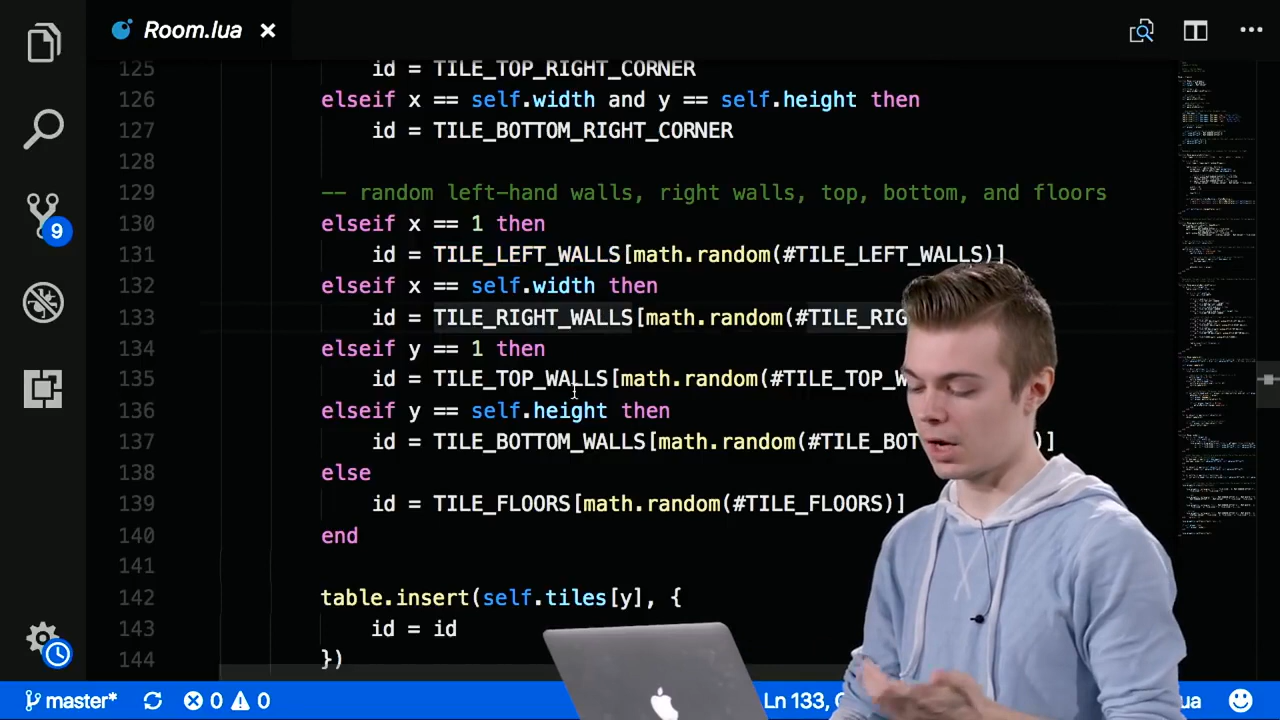 Room.lua
125 id = TILE_TOP_RIGHT_CORNER
126 elseif x == self.width and y == self.height then
127 id = TILE_BOTTOM_RIGHT_CORNER
128
129 -- random left-hand walls, right walls, top, bottom, and floors
130 elseif x == 1 then
131 id = TILE_LEFT_WALLS[math.random(#TILE_LEFT_WALLS)]
132 elseif x == self.width then
133 id = TILE_RIGHT_WALLS[math.random(#TILE_RIG
134 elseif y == 1 then
135 id = TILE_TOP_WALLS[math.random(#TILE_TOP_W
136 elseif y == self.height then
137 id = TILE_BOTTOM_WALLS[math.random(#TILE_BOT )]
138 else
139 id = TILE_FLOORS[math.random(#TILE_FLOORS)]
140 end
141
142 table.insert(self.tiles[y], {
143 id = id
144 })
9
master* 0 0 Ln 133, ua